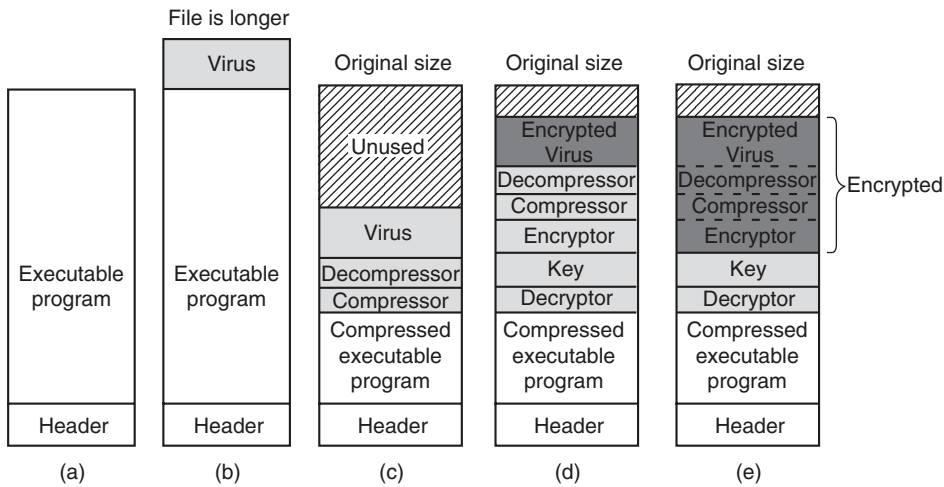 File is longer
Virus
Executable
program
Header
(b)
Executable
program
Header
(a)
Original size
Unused
Virus
Decompressor
Compressor
Compressed
executable
program
Header
(c)
Original size
Encrypted
Virus
Decompressor
Compressor
Encryptor
Key
Decryptor
Compressed
executable
program
Header
(d)
Original size
Encrypted
Virus
Decompressor
Compressor
Encryptor
Key
Decryptor
Compressed
executable
program
Header
(e)
Encrypted